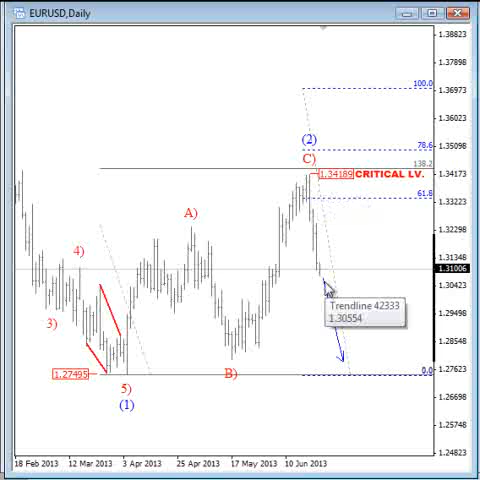 EURUSD,Daily
1.38823
1.37898
100.0
1.36973
1.36023
(2)
1.35098
78.6
C)
138.2
1.34189 CRITICAL LV.
1.34173
61.8
1.33223
A)
1.32298
4)
1.31348
1.31006
1.30423
Trendline 42333
1.30554
3)
1.29498
1.28548
1.27623
1.27495
B)
0.0
5)
1.26698
(1)
1.25748
1.24823
18 Feb 2013
12 Mar 2013
3 Apr 2013
25 Apr 2013
17 May 2013
10 Jun 2013